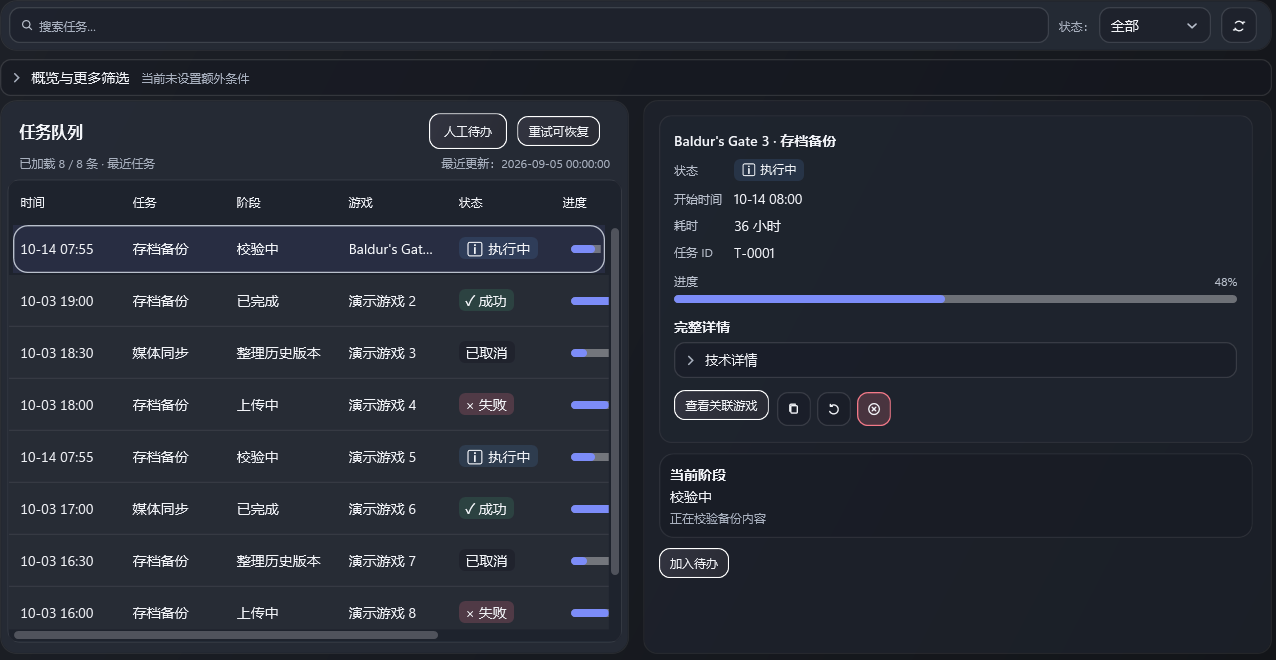 搜索任务...
状态: 全部
概览与更多筛选 当前未设置额外条件
任务队列 人工待办 重试可恢复
已加载 8 / 8 条 · 最近任务 最近更新: 2026-09-05 00:00:00
时间 任务 阶段 游戏 状态 进度
10-14 07:55 存档备份 校验中 Baldur's Gat... 执行中
10-03 19:00 存档备份 已完成 演示游戏 2 ✓ 成功
10-03 18:30 媒体同步 整理历史版本 演示游戏 3 已取消
10-03 18:00 存档备份 上传中 演示游戏 4 × 失败
10-14 07:55 存档备份 校验中 演示游戏 5 执行中
10-03 17:00 媒体同步 已完成 演示游戏 6 ✓ 成功
10-03 16:30 存档备份 整理历史版本 演示游戏 7 已取消
10-03 16:00 存档备份 上传中 演示游戏 8 × 失败
Baldur's Gate 3 · 存档备份
状态 执行中
开始时间 10-14 08:00
耗时 36 小时
任务 ID T-0001
进度 48%
完整详情
技术详情
查看关联游戏
当前阶段
校验中
正在校验备份内容
加入待办